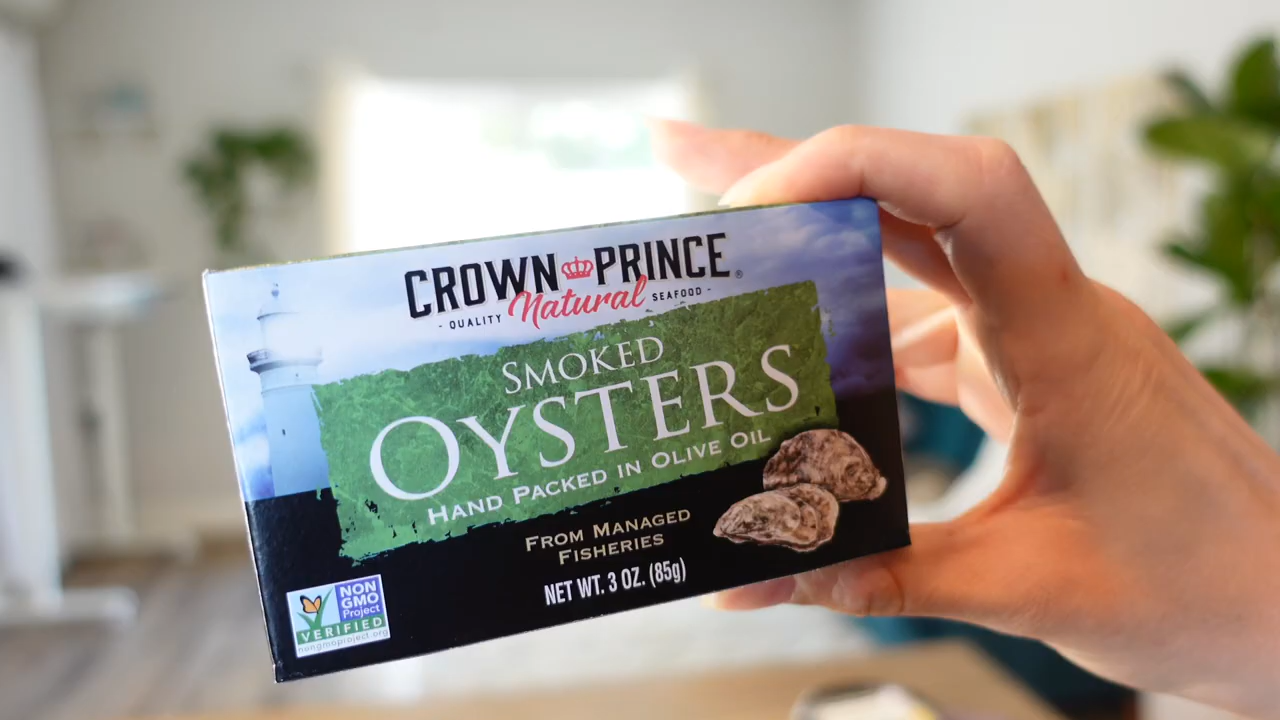 CROWN PRINCE®
- QUALITY Natural SEAFOOD -
SMOKED
OYSTERS
HAND PACKED IN OLIVE OIL
FROM MANAGED
FISHERIES
NET WT. 3 OZ. (85g)
NON
GMO
Project
VERIFIED
nongmoproject.org